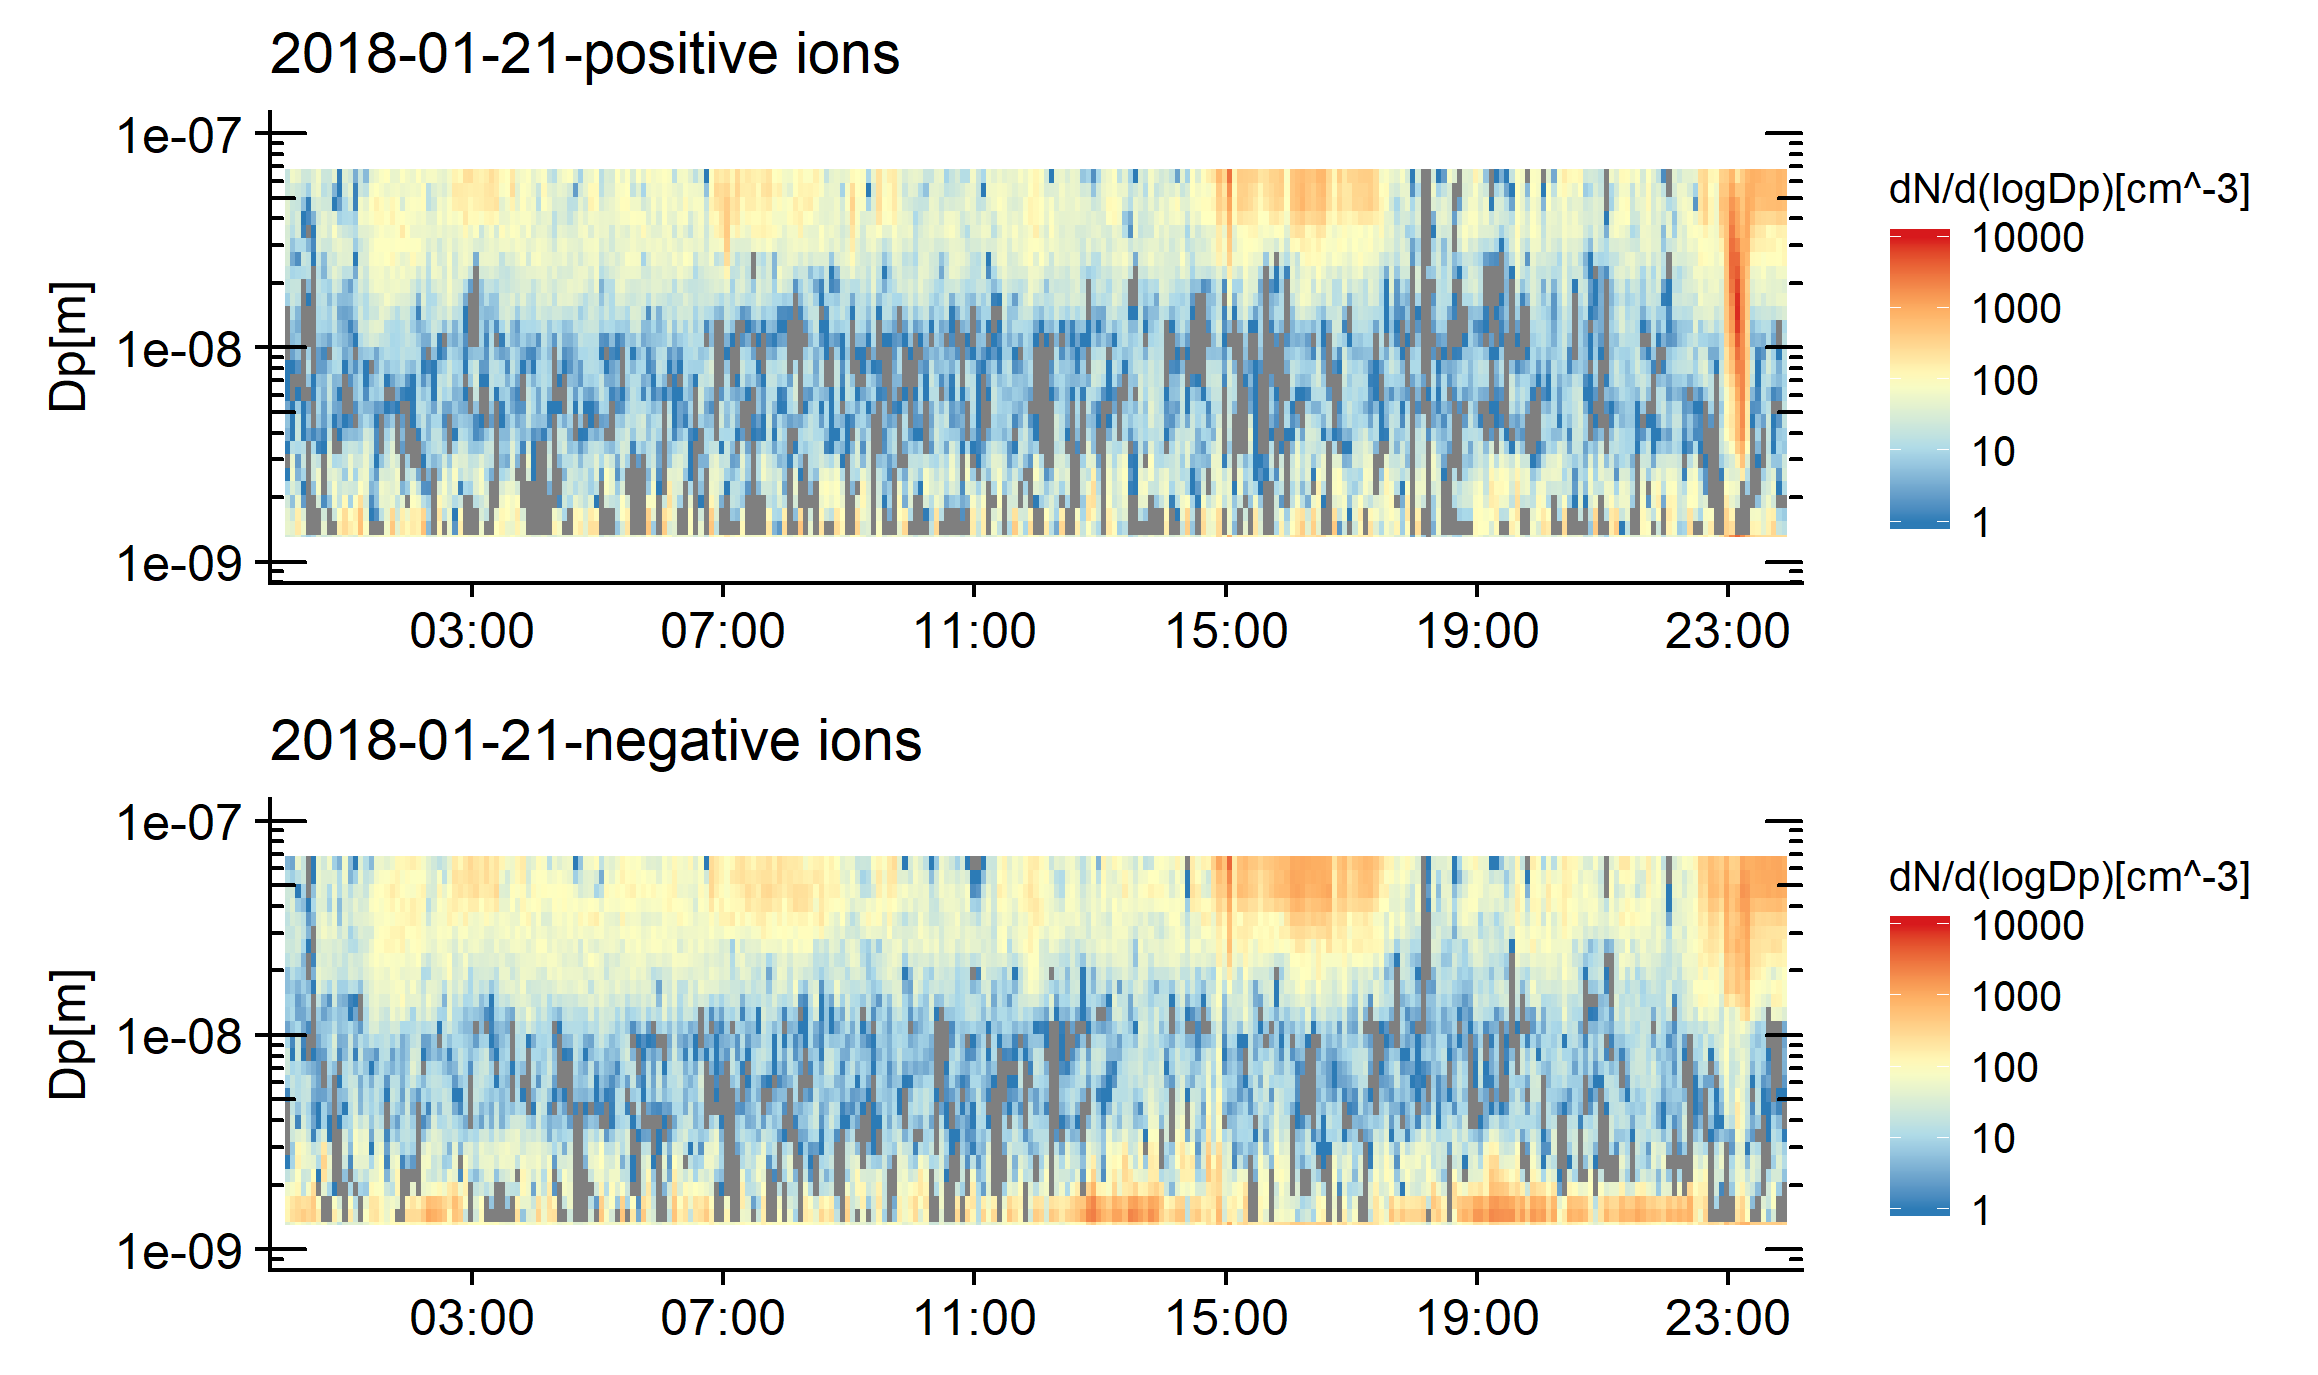 2018-01-21-positive ions
1e-07
1e-08
1e-09
Dp[m]
03:00 07:00 11:00 15:00 19:00 23:00
dN/d(logDp)[cm^-3]
10000
1000
100
10
1
2018-01-21-negative ions
1e-07
1e-08
1e-09
Dp[m]
03:00 07:00 11:00 15:00 19:00 23:00
dN/d(logDp)[cm^-3]
10000
1000
100
10
1